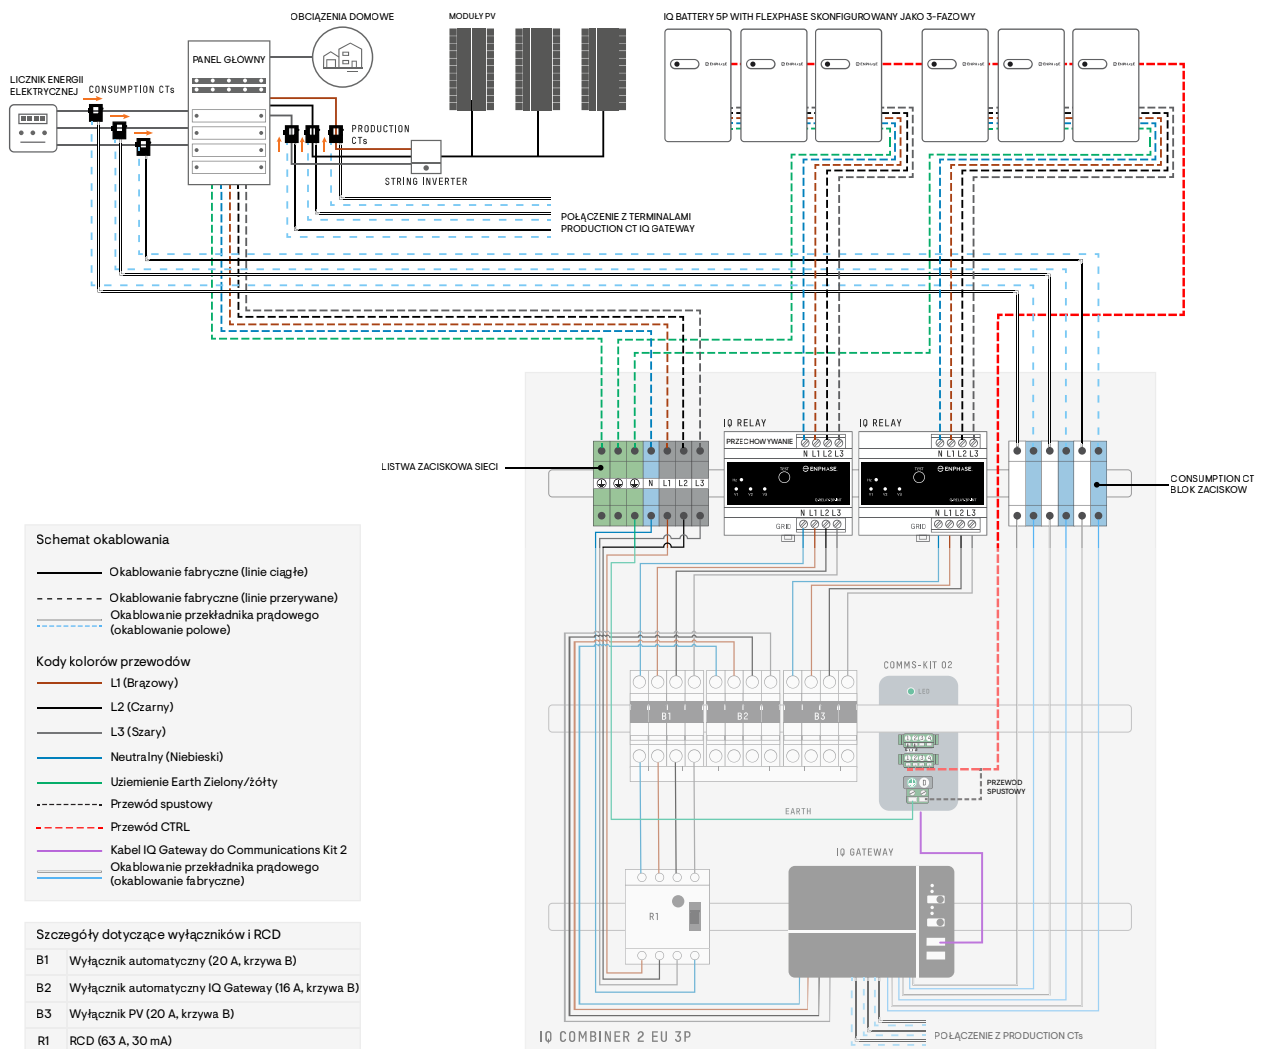 OBCIĄŻENIA DOMOWE
MODUŁY PV
IQ BATTERY 5P WITH FLEXPHASE SKONFIGUROWANY JAKO 3-FAZOWY
PANEL GŁÓWNY
LICZNIK ENERGII
ELEKTRYCZNEJ
CONSUMPTION CTs
PRODUCTION
CTs
STRING INVERTER
POŁĄCZENIE Z TERMINALAMI
PRODUCTION CT IQ GATEWAY
IQ RELAY
IQ RELAY
PRZECHOWYWANIE
N L1 L2 L3
N L1 L2 L3
LISTWA ZACISKOWA SIECI
N L1 L2 L3
TEST
ENPHASE
TEST
ENPHASE
CONSUMPTION CT
BLOK ZACISKOW
N L1 L2 L3
N L1 L2 L3
GRID
GRID
Schemat okablowania
Okablowanie fabryczne (linie ciągłe)
Okablowanie fabryczne (linie przerywane)
Okablowanie przekładnika prądowego
(okablowanie polowe)
Kody kolorów przewodów
L1 (Brązowy)
L2 (Czarny)
L3 (Szary)
Neutralny (Niebieski)
Uziemienie Earth Zielony/żółty
Przewód spustowy
Przewód CTRL
Kabel IQ Gateway do Communications Kit 2
Okablowanie przekładnika prądowego
(okablowanie fabryczne)
COMMS-KIT 02
LED
B1
B2
B3
PRZEWÓD
SPUSTOWY
EARTH
IQ GATEWAY
R1
Szczegóły dotyczące wyłączników i RCD
B1 Wyłącznik automatyczny (20 A, krzywa B)
B2 Wyłącznik automatyczny IQ Gateway (16 A, krzywa B)
B3 Wyłącznik PV (20 A, krzywa B)
R1 RCD (63 A, 30 mA)
IQ COMBINER 2 EU 3P
POŁĄCZENIE Z PRODUCTION CTs